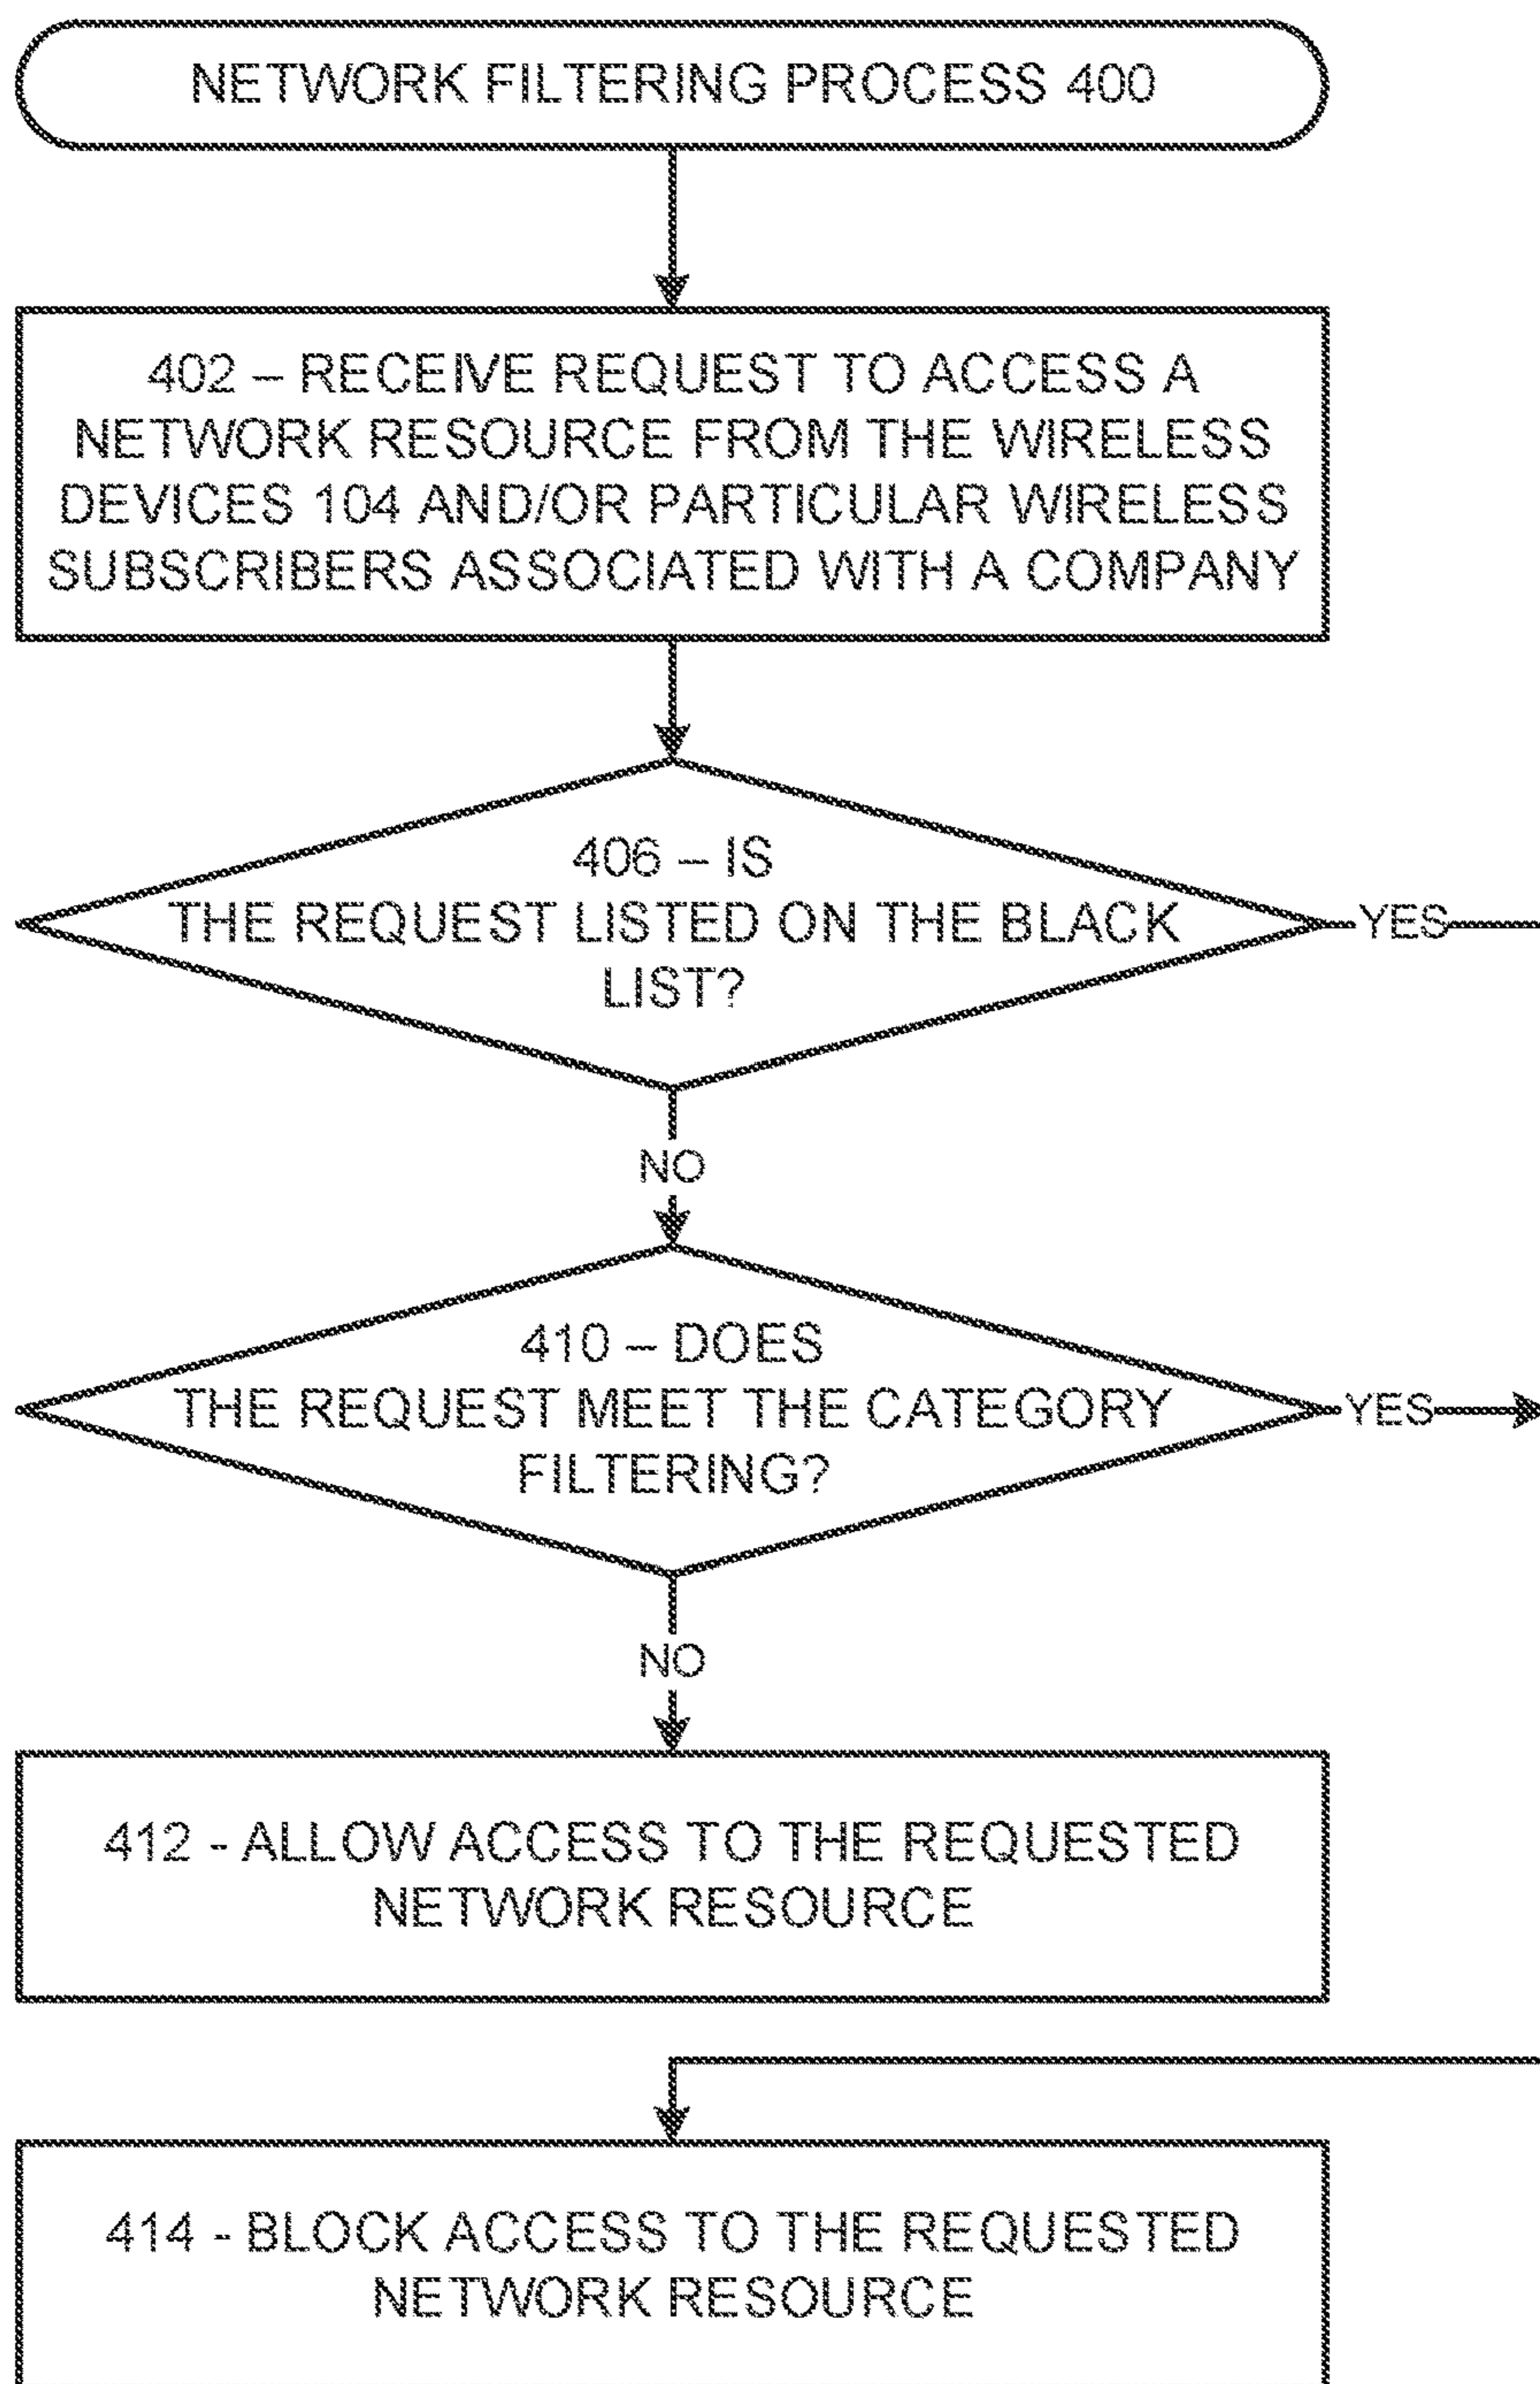 NETWORK FILTERING PROCESS 400
402 – RECEIVE REQUEST TO ACCESS A
NETWORK RESOURCE FROM THE WIRELESS
DEVICES 104 AND/OR PARTICULAR WIRELESS
SUBSCRIBERS ASSOCIATED WITH A COMPANY
406 – IS
THE REQUEST LISTED ON THE BLACK
LIST?
YES
NO
410 – DOES
THE REQUEST MEET THE CATEGORY
FILTERING?
YES
NO
412 - ALLOW ACCESS TO THE REQUESTED
NETWORK RESOURCE
414 - BLOCK ACCESS TO THE REQUESTED
NETWORK RESOURCE